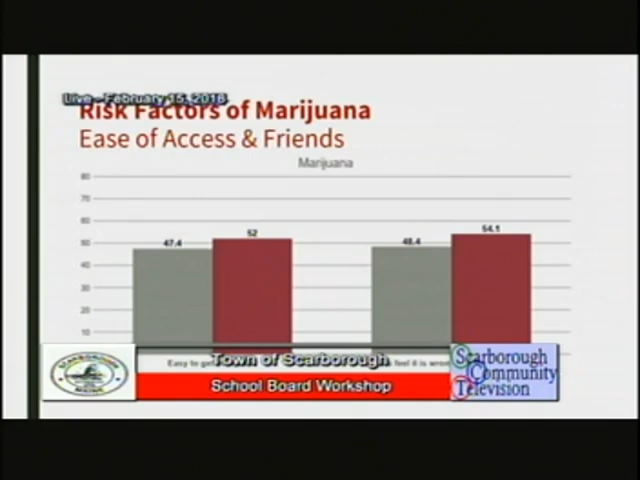 Live - February 15, 2018
Risk Factors of Marijuana
Ease of Access & Friends
Marijuana
80
70
60
50
40
30
20
10
47.4
52
48.4
54.1
Easy to get
feel it is wrong
Town of Scarborough
School Board Workshop
SCARBOROUGH
MAINE
Scarborough
Community
Television